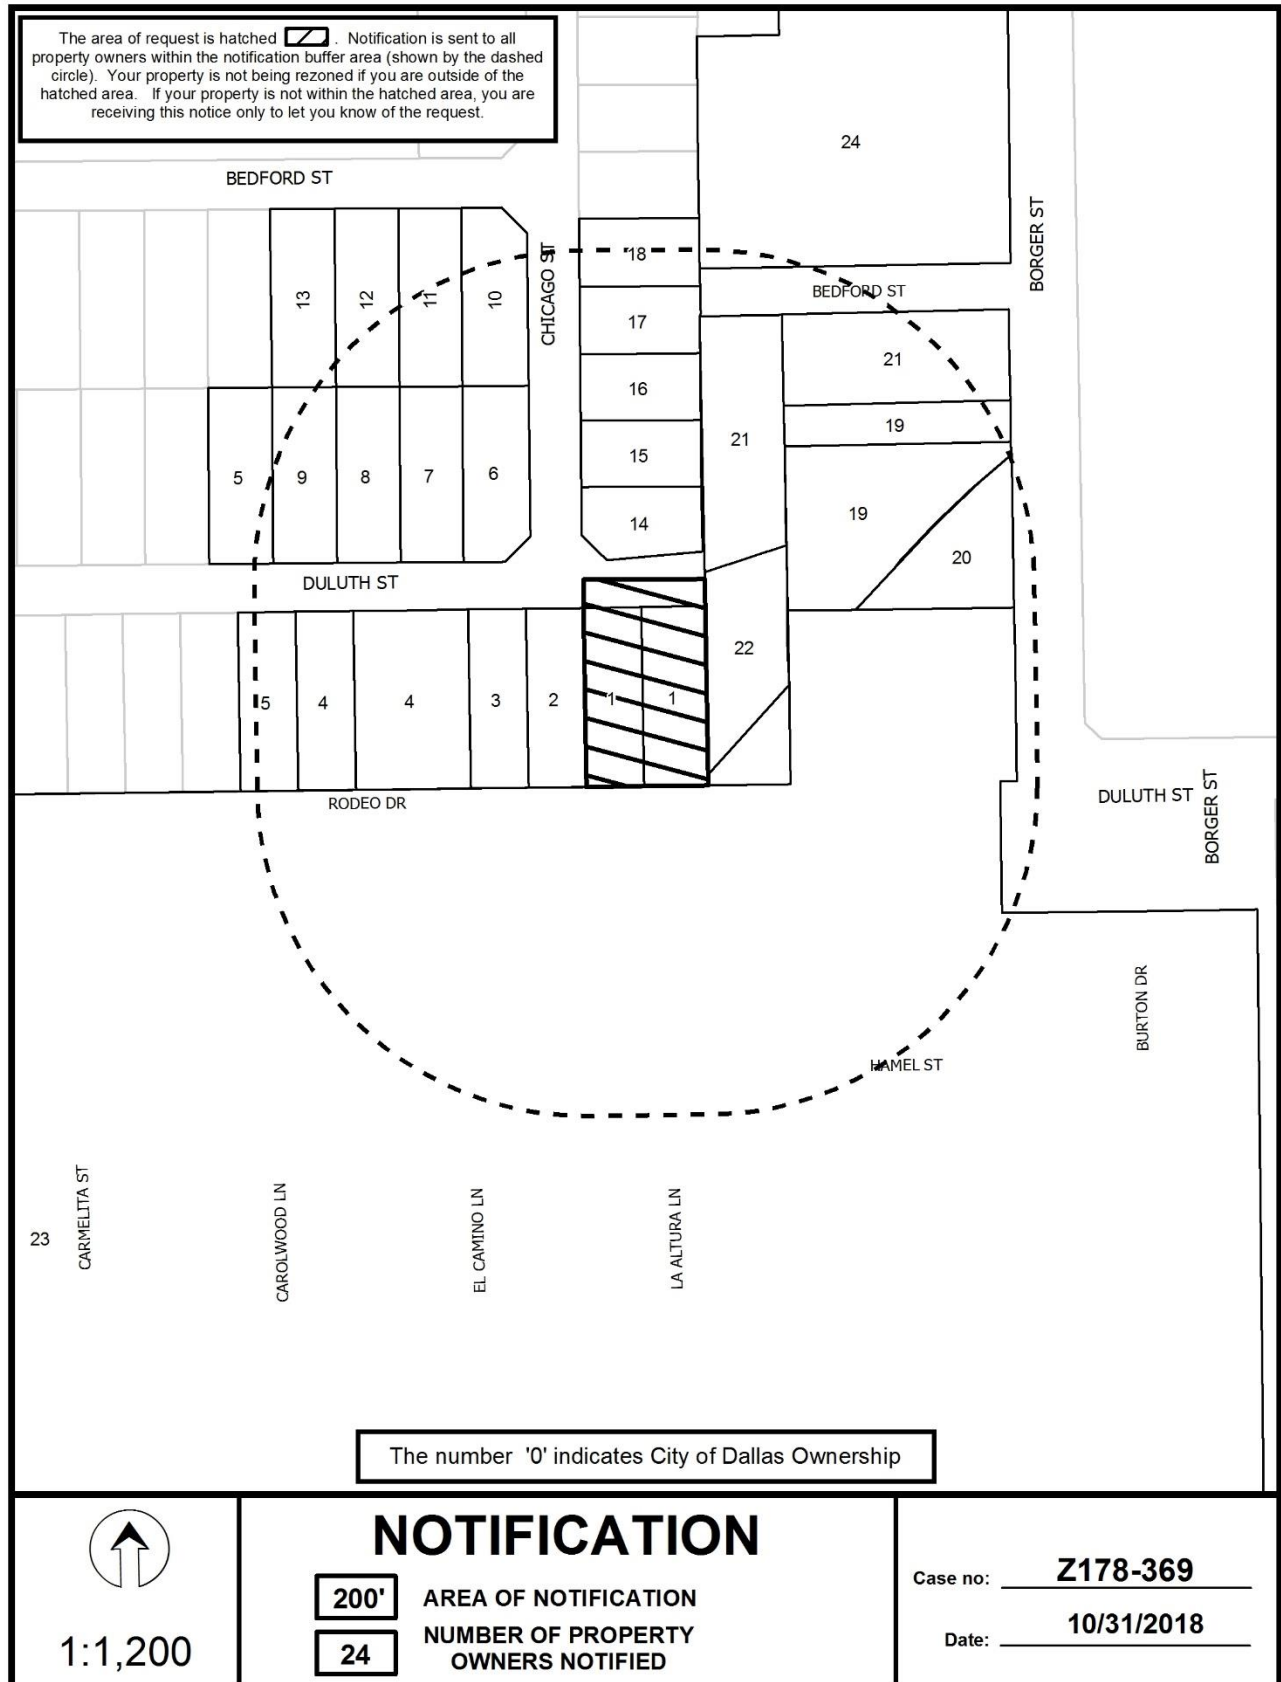 The area of request is hatched . Notification is sent to all
property owners within the notification buffer area (shown by the dashed
circle). Your property is not being rezoned if you are outside of the
hatched area. If your property is not within the hatched area, you are
receiving this notice only to let you know of the request.
24
BEDFORD ST
BORGER ST
18
CHICAGO ST
BEDFORD ST
13
12
11
10
17
21
16
19
21
15
5
9
8
7
6
19
14
20
DULUTH ST
22
5
4
4
3
2
1
1
RODEO DR
DULUTH ST
BORGER ST
BURTON DR
HAMEL ST
23
CARMELITA ST
CAROLWOOD LN
EL CAMINO LN
LA ALTURA LN
The number '0' indicates City of Dallas Ownership
1:1,200
NOTIFICATION
200' AREA OF NOTIFICATION
24 NUMBER OF PROPERTY
OWNERS NOTIFIED
Case no: Z178-369
Date: 10/31/2018